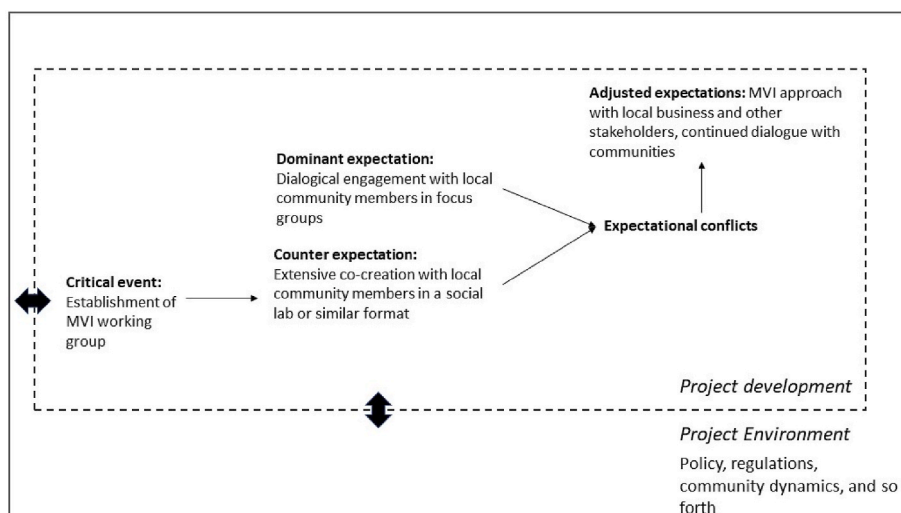 Adjusted expectations: MVI approach
with local business and other
stakeholders, continued dialogue with
communities
Dominant expectation:
Dialogical engagement with local
community members in focus
groups
Expectational conflicts
Counter expectation:
Extensive co-creation with local
community members in a social
lab or similar format
Critical event:
Establishment of
MVI working
group
Project development
Project Environment
Policy, regulations,
community dynamics, and so
forth